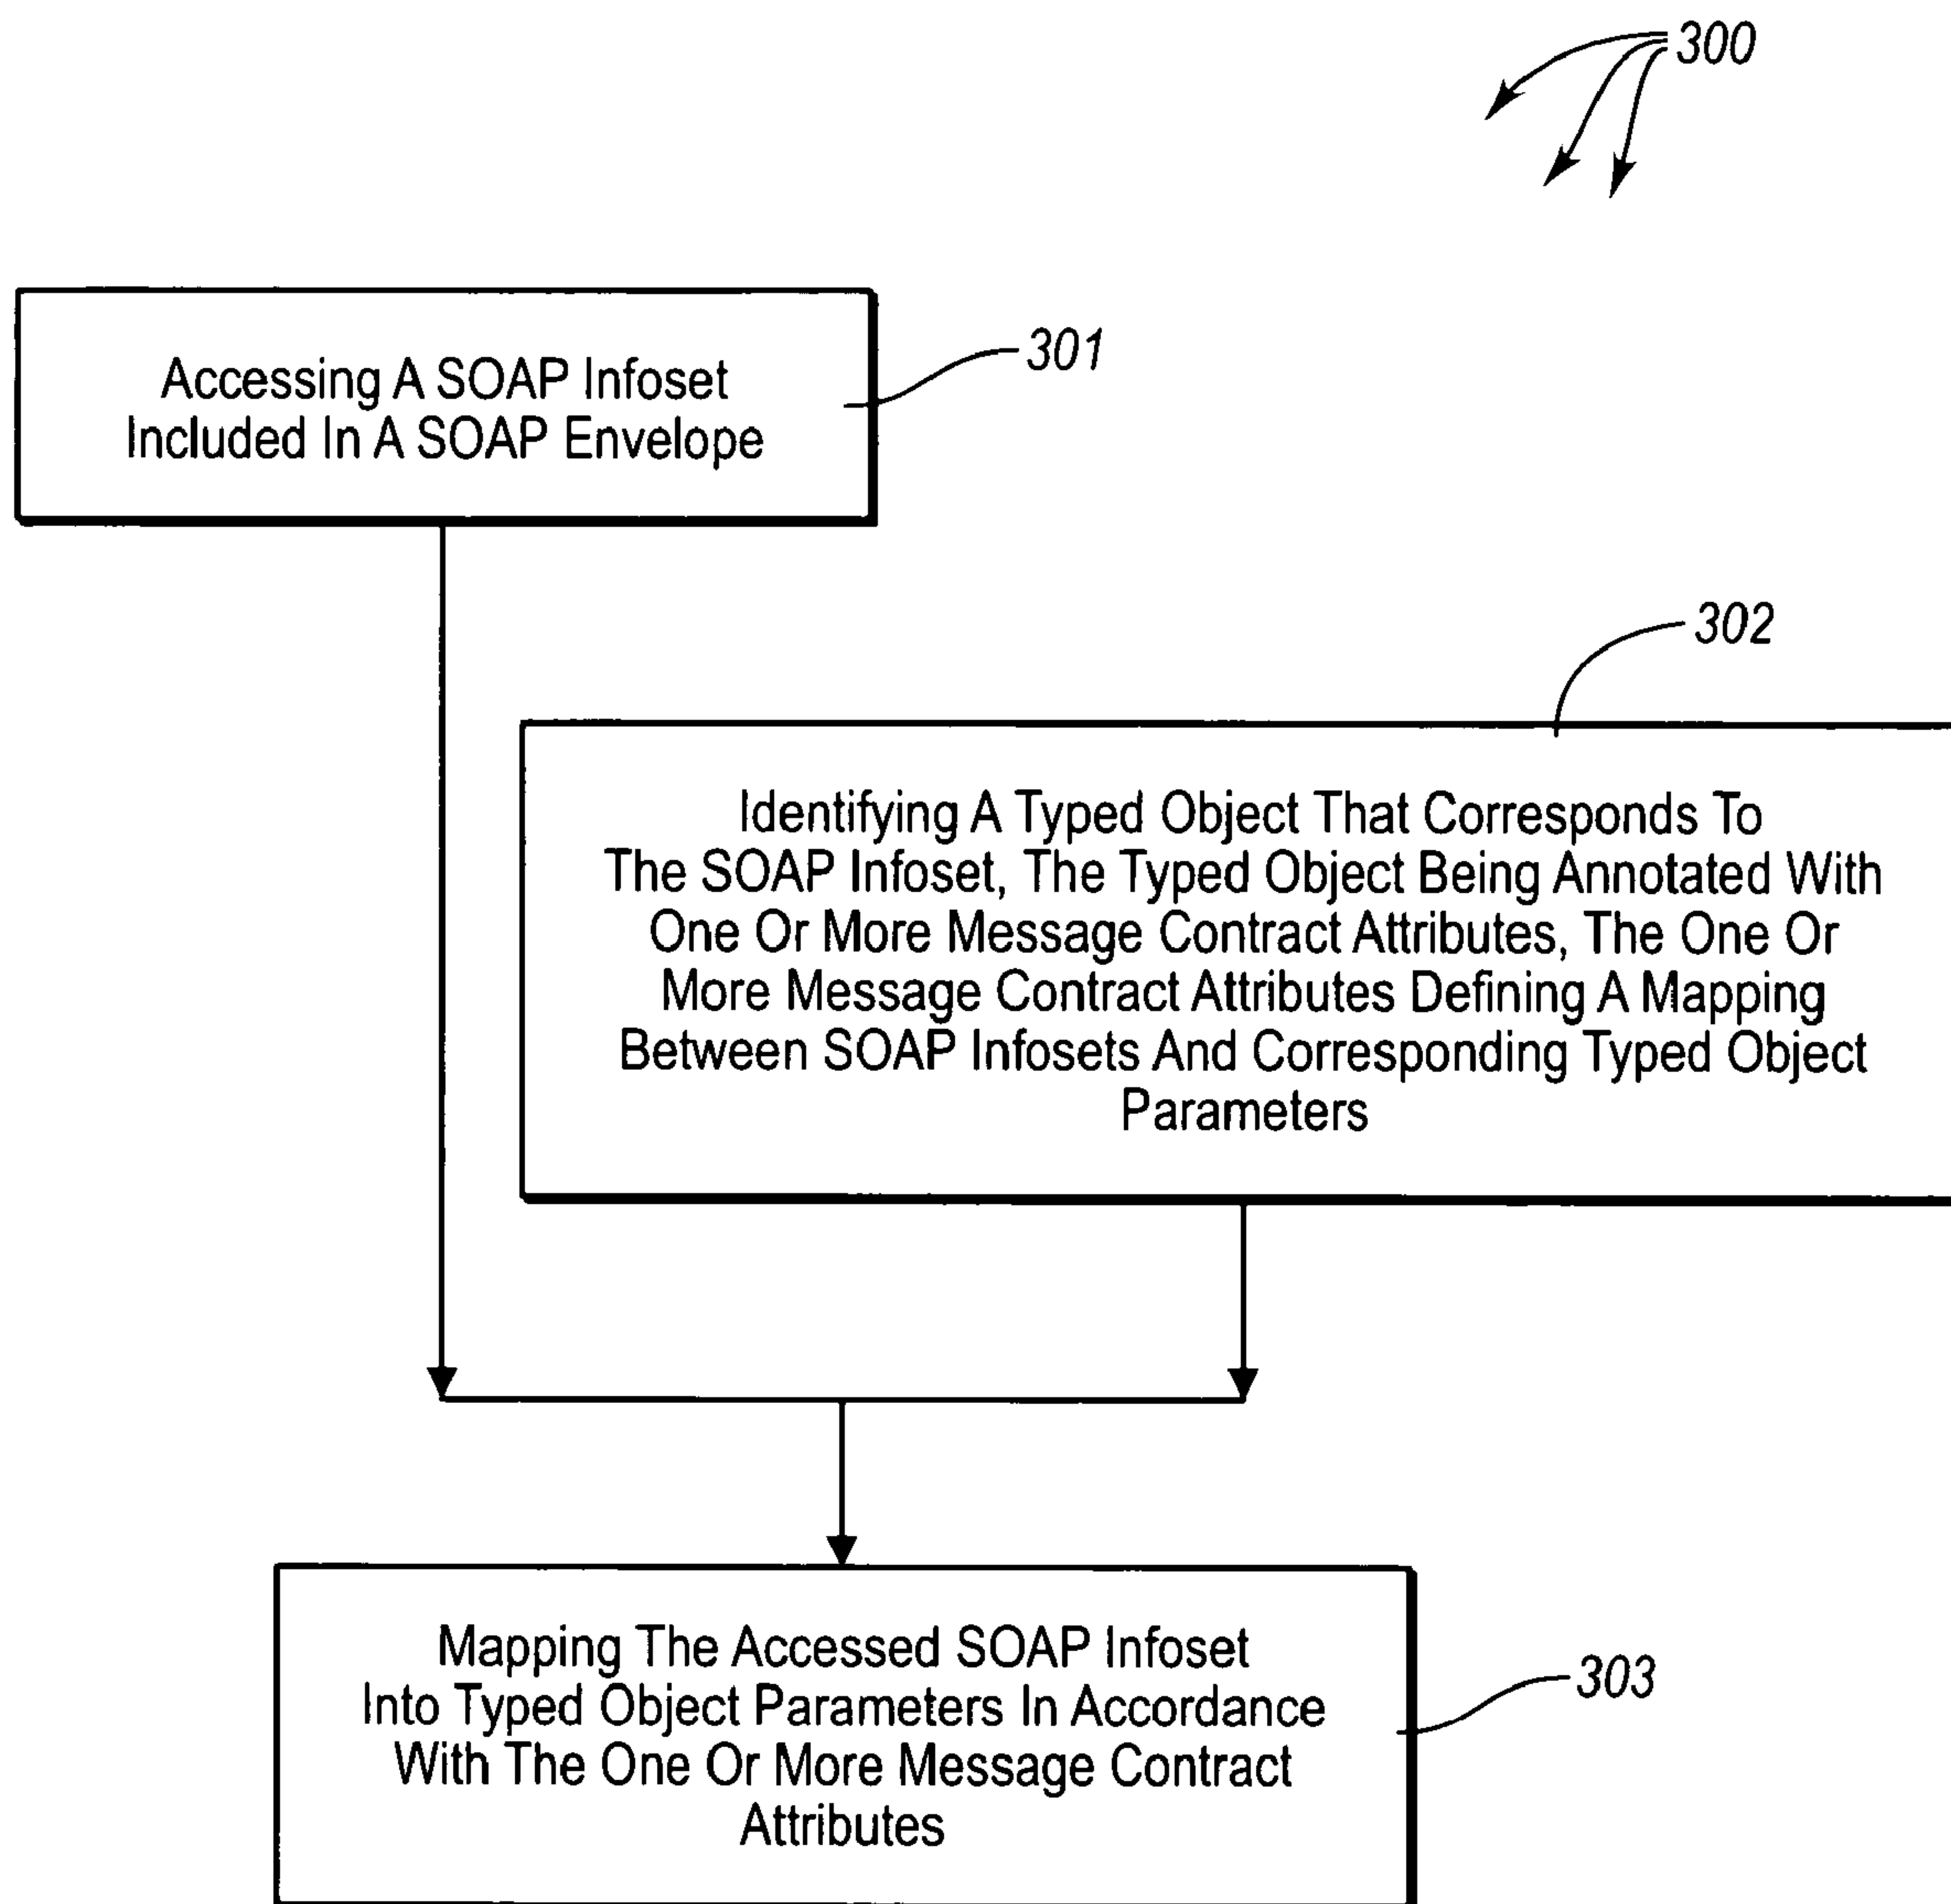 300
Accessing A SOAP Infoset
Included In A SOAP Envelope
301
302
Identifying A Typed Object That Corresponds To
The SOAP Infoset, The Typed Object Being Annotated With
One Or More Message Contract Attributes, The One Or
More Message Contract Attributes Defining A Mapping
Between SOAP Infosets And Corresponding Typed Object
Parameters
Mapping The Accessed SOAP Infoset
Into Typed Object Parameters In Accordance
With The One Or More Message Contract
Attributes
303